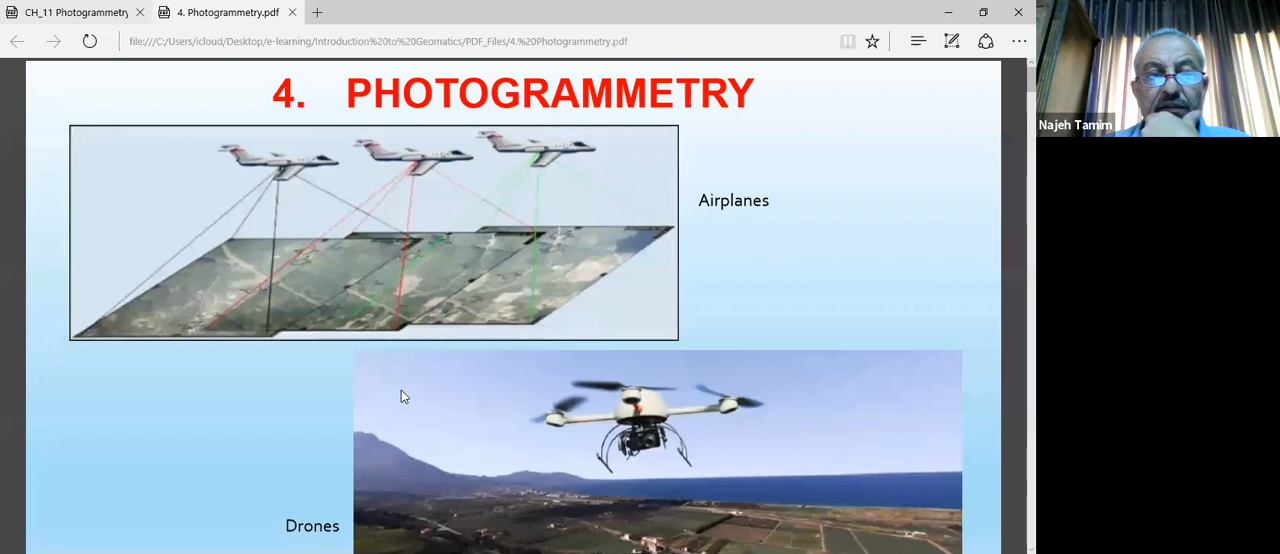 CH_11 Photogrammetry
4. Photogrammetry.pdf
file:///C:/Users/icloud/Desktop/e-learning/Introduction%20to%20Geomatics/PDF_Files/4.%20Photogrammetry.pdf
4. PHOTOGRAMMETRY
Airplanes
Drones
Najeh Tamim